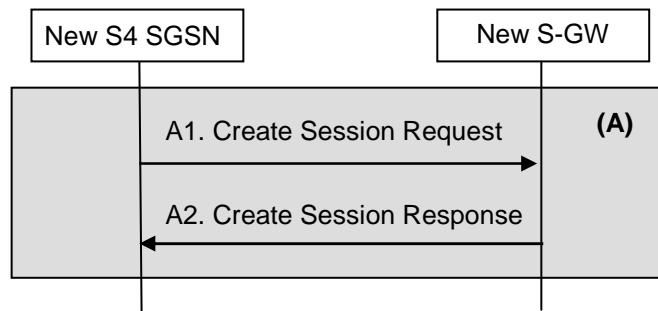 New S4 SGSN
New S-GW
(A)
A1. Create Session Request
A2. Create Session Response